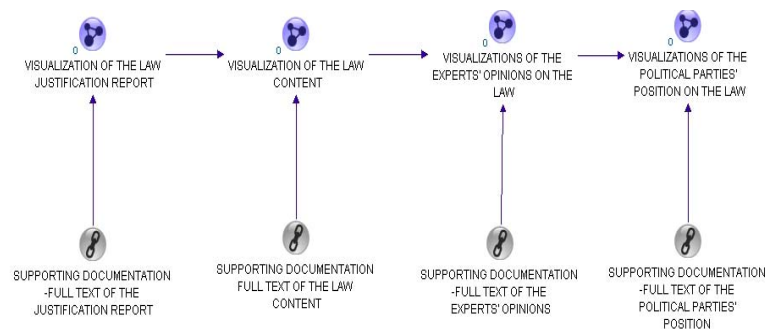 0
VISUALIZATION OF THE LAW
JUSTIFICATION REPORT
0
VISUALIZATION OF THE LAW
CONTENT
0
VISUALIZATIONS OF THE
EXPERTS' OPINIONS ON THE
LAW
0
VISUALIZATIONS OF THE
POLITICAL PARTIES'
POSITION ON THE LAW
SUPPORTING DOCUMENTATION
-FULL TEXT OF THE
JUSTIFICATION REPORT
SUPPORTING DOCUMENTATION
FULL TEXT OF THE LAW
CONTENT
SUPPORTING DOCUMENTATION
-FULL TEXT OF THE
EXPERTS' OPINIONS
SUPPORTING DOCUMENTATION
-FULL TEXT OF THE
POLITICAL PARTIES'
POSITION